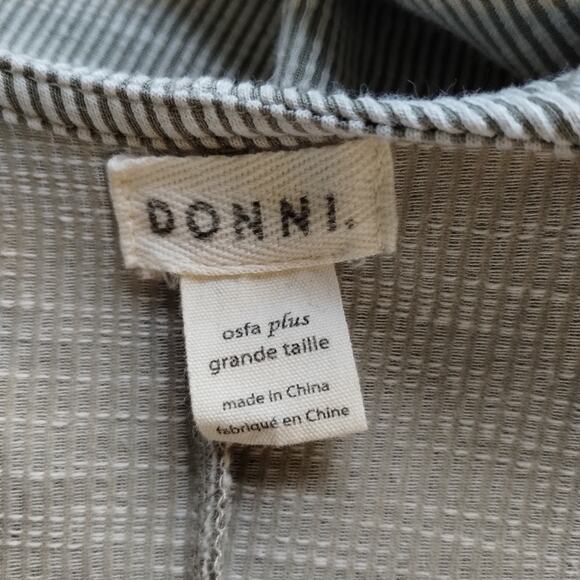 DONNI.
osfa plus
grande taille
made in China
fabriqué en Chine